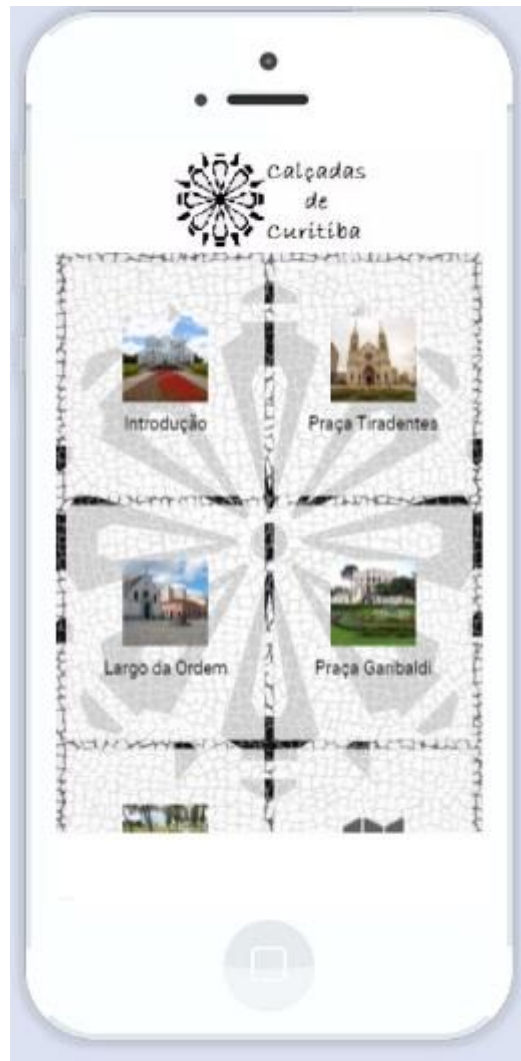 Calçadas
de
Curitiba
Introdução
Praça Tiradentes
Largo da Ordem
Praça Garibaldi